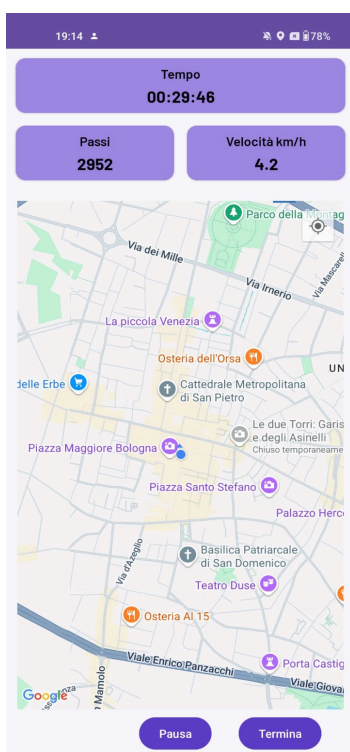 19:14
78%
Tempo
00:29:46
Passi
2952
Velocità km/h
4.2
Parco della Montag
Via dei Mille
Via Irnerio
Via Mascarel
La piccola Venezia
Osteria dell'Orsa
UN
delle Erbe
Cattedrale Metropolitana
di San Pietro
Le due Torri: Garis
e degli Asinelli
Chiuso temporaneame
Piazza Maggiore Bologna
Piazza Santo Stefano
Palazzo Herco
Basilica Patriarcale
di San Domenico
Via d'Azeglio
Teatro Duse
Osteria Al 15
Viale Enrico Panzacchi
Porta Castig
Viale Giovan
Google
Mamolo
Pausa
Termina